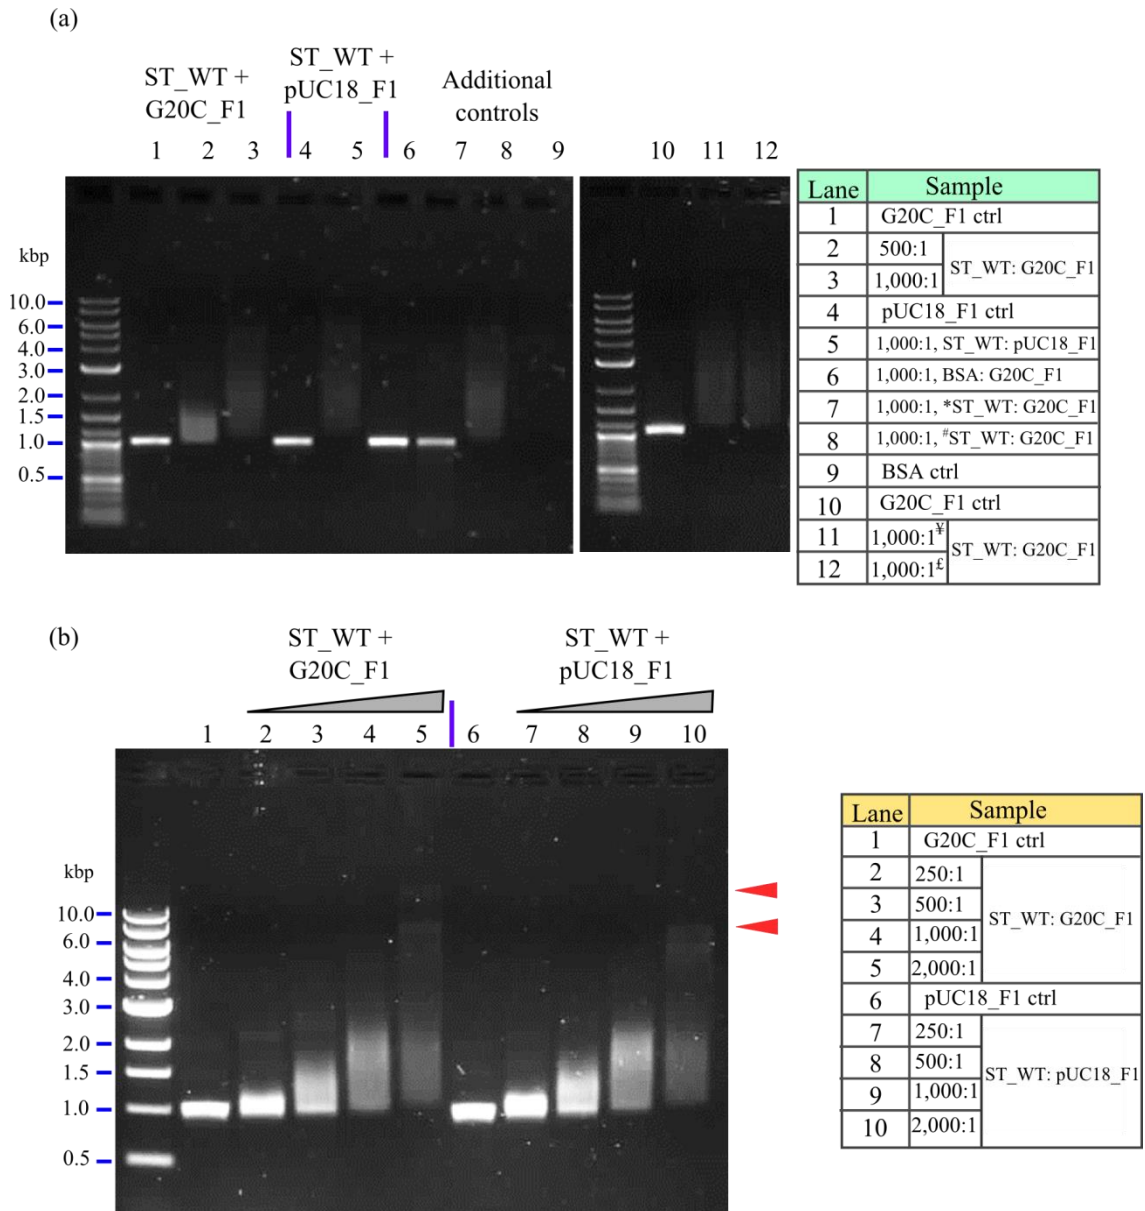 (a)
ST_WT +
G20C_F1
ST_WT +
pUC18_F1
Additional
controls
1 2 3 4 5 6 7 8 9 10 11 12
kbp
10.0
6.0
4.0
3.0
2.0
1.5
1.0
0.5
Lane Sample
1 G20C_F1 ctrl
2 500:1 ST_WT: G20C_F1
3 1,000:1
4 pUC18_F1 ctrl
5 1,000:1, ST_WT: pUC18_F1
6 1,000:1, BSA: G20C_F1
7 1,000:1, *ST_WT: G20C_F1
8 1,000:1, #ST_WT: G20C_F1
9 BSA ctrl
10 G20C_F1 ctrl
11 1,000:1¥ ST_WT: G20C_F1
12 1,000:1£
(b)
ST_WT +
G20C_F1
ST_WT +
pUC18_F1
1 2 3 4 5 6 7 8 9 10
kbp
10.0
6.0
4.0
3.0
2.0
1.5
1.0
0.5
Lane Sample
1 G20C_F1 ctrl
2 250:1
3 500:1
ST_WT: G20C_F1
4 1,000:1
5 2,000:1
6 pUC18_F1 ctrl
7 250:1
8 500:1
ST_WT: pUC18_F1
9 1,000:1
10 2,000:1